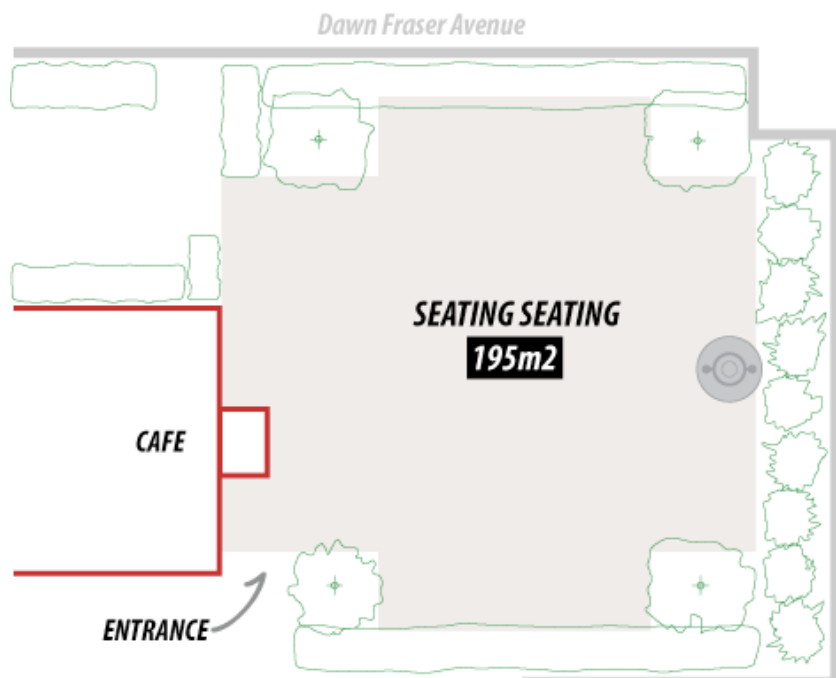 Dawn Fraser Avenue
SEATING SEATING
195m2
CAFE
ENTRANCE